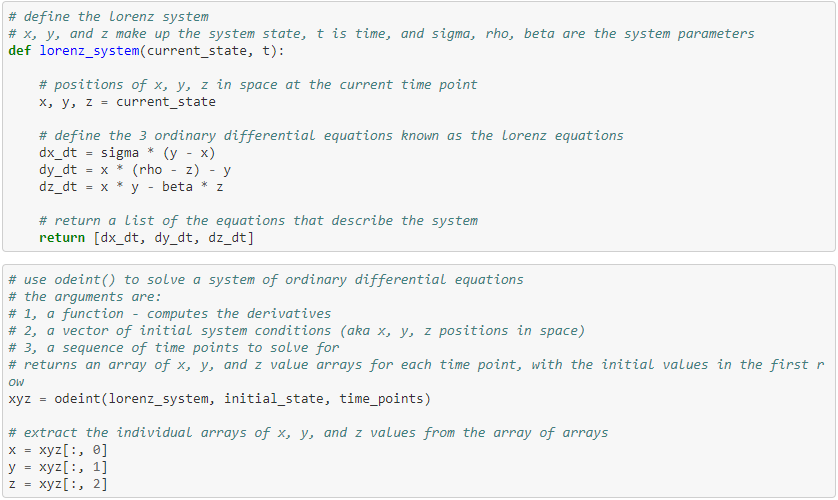 # define the Lorenz system
# x, y, and z make up the system state, t is time, and sigma, rho, beta are the system parameters
def lorenz_system(current_state, t):
    # positions of x, y, z in space at the current time point
    x, y, z = current_state
    # define the 3 ordinary differential equations known as the Lorenz equations
    dx_dt = sigma * (y - x)
    dy_dt = x * (rho - z) - y
    dz_dt = x * y - beta * z
    # return a list of the equations that describe the system
    return [dx_dt, dy_dt, dz_dt]
# use odeint() to solve a system of ordinary differential equations
# the arguments are:
# 1, a function - computes the derivatives
# 2, a vector of initial system conditions (aka x, y, z positions in space)
# 3, a sequence of time points to solve for
# returns an array of x, y, and z value arrays for each time point, with the initial values in the first r
ow
xyz = odeint(lorenz_system, initial_state, time_points)
# extract the individual arrays of x, y, and z values from the array of arrays
x = xyz[:, 0]
y = xyz[:, 1]
z = xyz[:, 2]